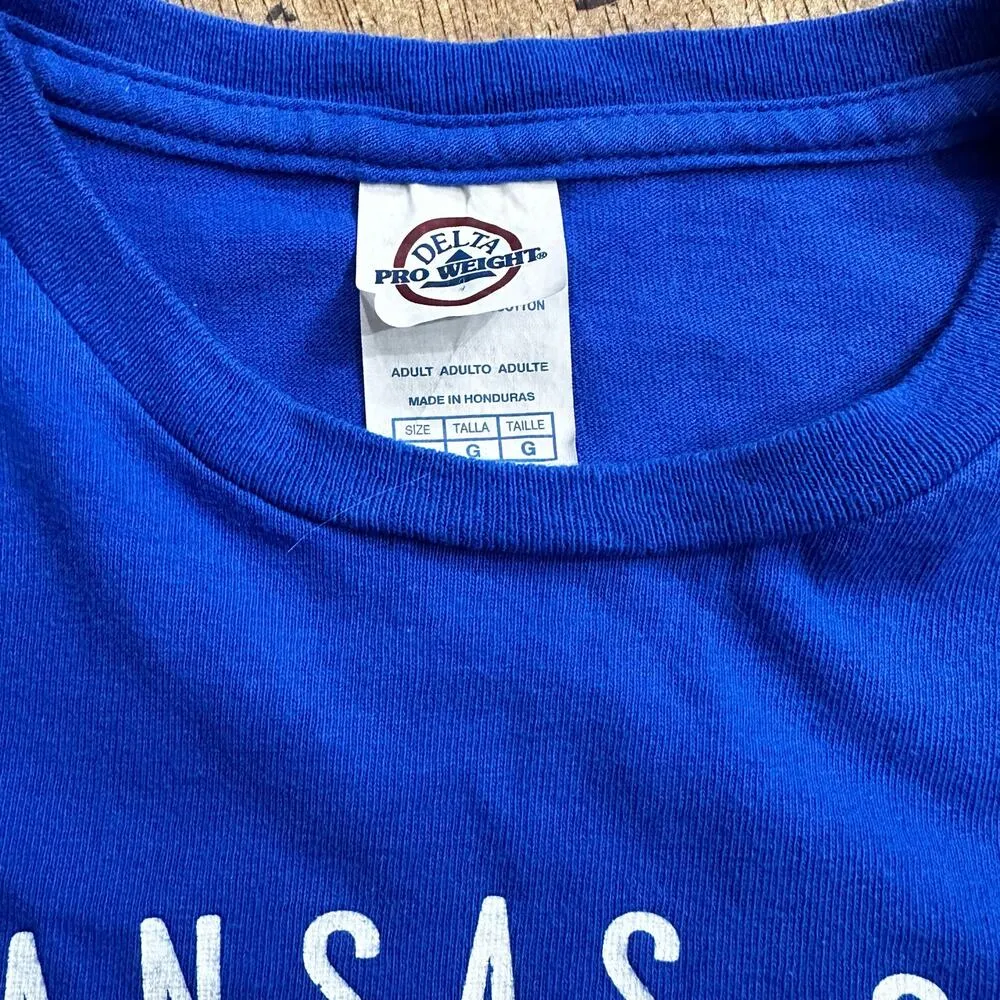 DELTA
PRO WEIGHT®
ADULT ADULTO ADULTE
MADE IN HONDURAS
SIZE TALLA TAILLE
G G
ANSAS